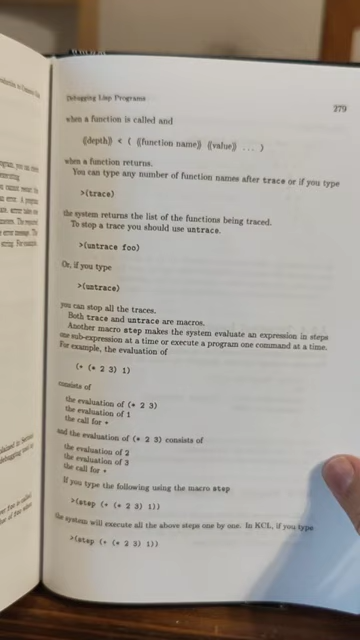 Debugging Lisp Programs 279
when a function is called and
⟪depth⟫ < ( ⟪function name⟫ ⟪value⟫ ... )
when a function returns.
You can type any number of function names after trace or if you type
>(trace)
the system returns the list of the functions being traced.
To stop a trace you should use untrace.
>(untrace foo)
Or, if you type
>(untrace)
you can stop all the traces.
Both trace and untrace are macros.
Another macro step makes the system evaluate an expression in steps
one sub-expression at a time or execute a program one command at a time.
For example, the evaluation of
(+ (* 2 3) 1)
consists of
the evaluation of (* 2 3)
the evaluation of 1
the call for +
and the evaluation of (* 2 3) consists of
the evaluation of 2
the evaluation of 3
the call for *
If you type the following using the macro step
>(step (+ (* 2 3) 1))
the system will execute all the above steps one by one. In KCL, if you type
>(step (+ (* 2 3) 1))